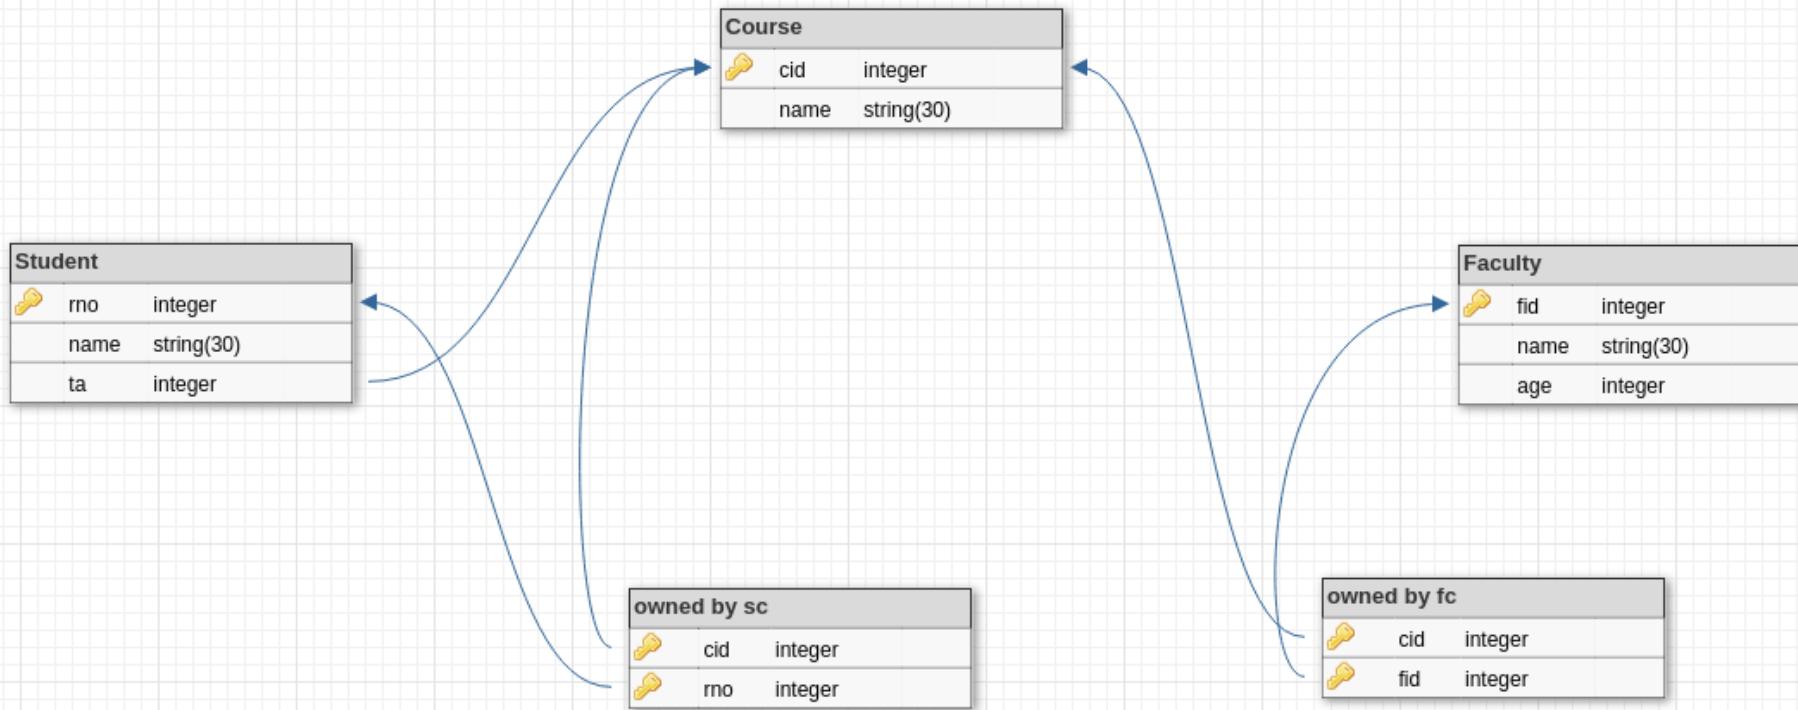 Course
cid integer
name string(30)
Student
rno integer
name string(30)
ta integer
Faculty
fid integer
name string(30)
age integer
owned by sc
cid integer
rno integer
owned by fc
cid integer
fid integer